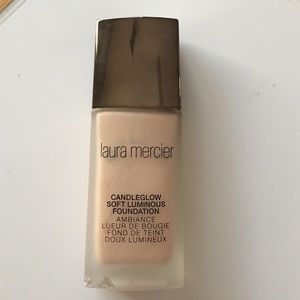 laura mercier
CANDLEGLOW
SOFT LUMINOUS
FOUNDATION
AMBIANCE
LUEUR DE BOUGIE
FOND DE TEINT
DOUX LUMINEUX